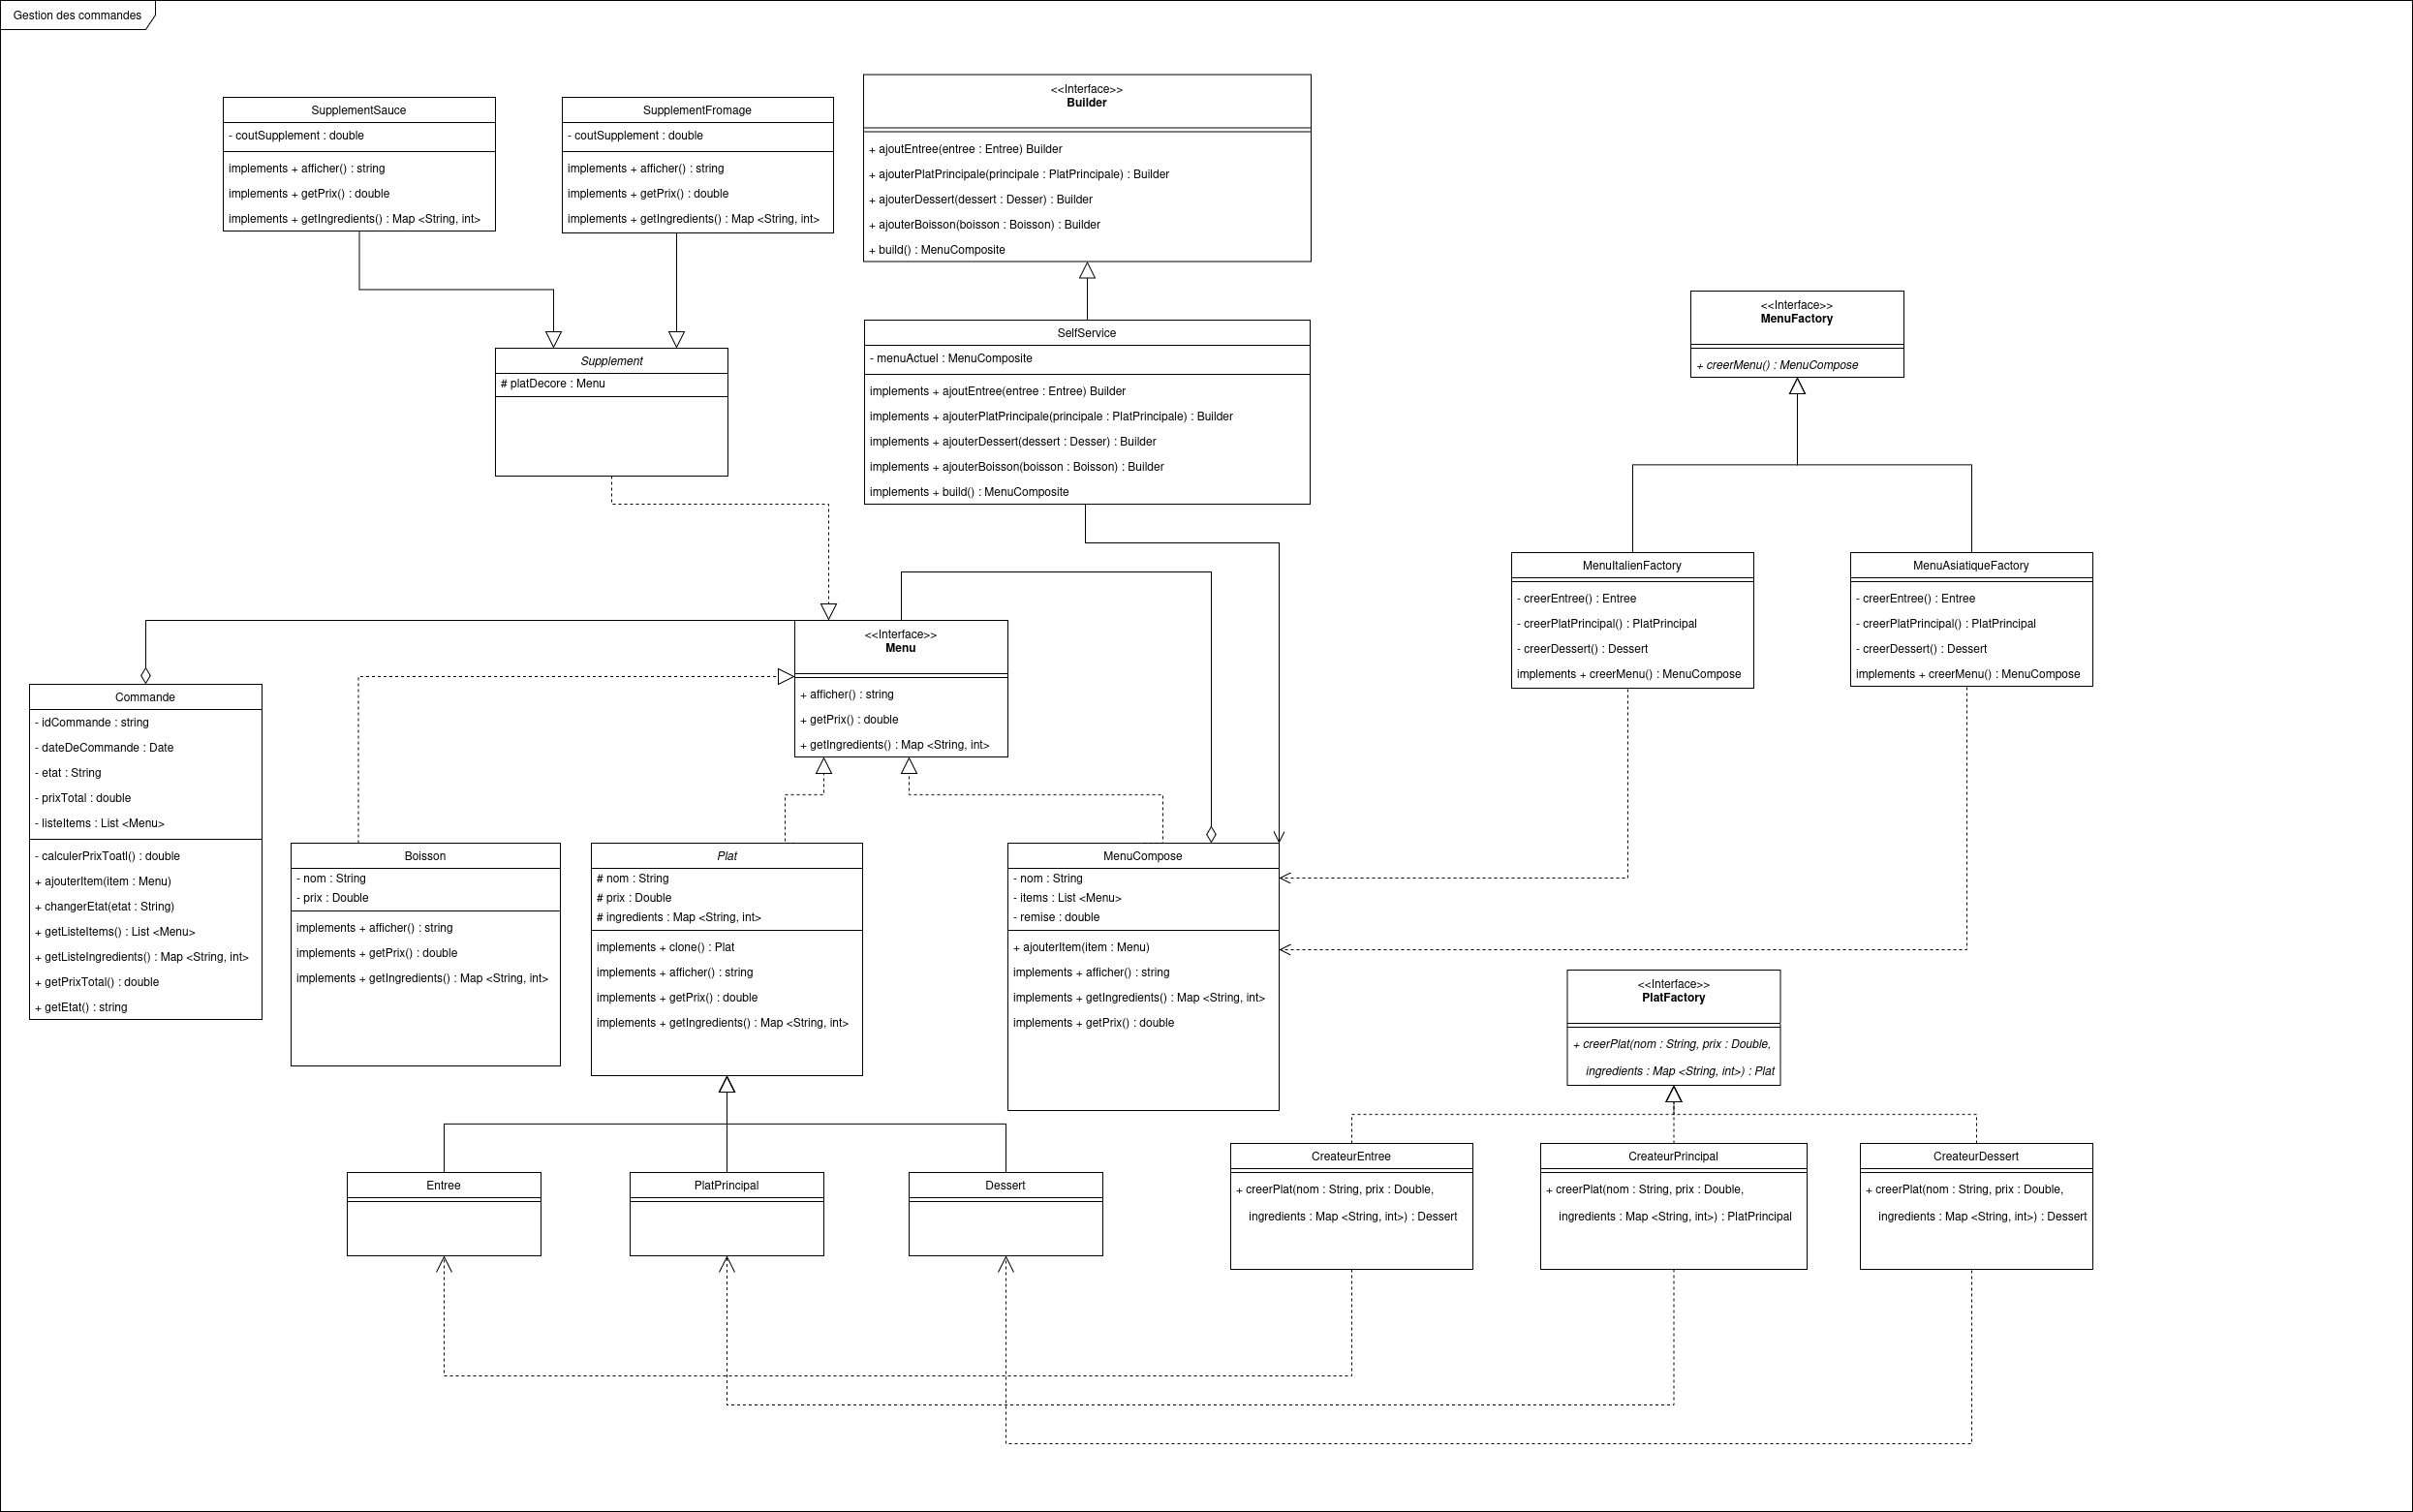 Gestion des commandes
SupplementSauce
- coutSupplement : double
implements + afficher() : string
implements + getPrix() : double
implements + getIngredients() : Map <String, int>
SupplementFromage
- coutSupplement : double
implements + afficher() : string
implements + getPrix() : double
implements + getIngredients() : Map <String, int>
<<Interface>>
Builder
+ ajoutEntree(entree : Entree) Builder
+ ajouterPlatPrincipale(principale : PlatPrincipale) : Builder
+ ajouterDessert(dessert : Desser) : Builder
+ ajouterBoisson(boisson : Boisson) : Builder
+ build() : MenuComposite
<<Interface>>
MenuFactory
+ creerMenu() : MenuCompose
Supplement
# platDecore : Menu
SelfService
- menuActuel : MenuComposite
implements + ajoutEntree(entree : Entree) Builder
implements + ajouterPlatPrincipale(principale : PlatPrincipale) : Builder
implements + ajouterDessert(dessert : Desser) : Builder
implements + ajouterBoisson(boisson : Boisson) : Builder
implements + build() : MenuComposite
MenuItalienFactory
- creerEntree() : Entree
- creerPlatPrincipal() : PlatPrincipal
- creerDessert() : Dessert
implements + creerMenu() : MenuCompose
MenuAsiatiqueFactory
- creerEntree() : Entree
- creerPlatPrincipal() : PlatPrincipal
- creerDessert() : Dessert
implements + creerMenu() : MenuCompose
<<Interface>>
Menu
+ afficher() : string
+ getPrix() : double
+ getIngredients() : Map <String, int>
Commande
- idCommande : string
- dateDeCommande : Date
- etat : String
- prixTotal : double
- listeItems : List <Menu>
- calculerPrixToatl() : double
+ ajouterItem(item : Menu)
+ changerEtat(etat : String)
+ getListeItems() : List <Menu>
+ getListeIngredients() : Map <String, int>
+ getPrixTotal() : double
+ getEtat() : string
Boisson
- nom : String
- prix : Double
implements + afficher() : string
implements + getPrix() : double
implements + getIngredients() : Map <String, int>
Plat
# nom : String
# prix : Double
# ingredients : Map <String, int>
implements + clone() : Plat
implements + afficher() : string
implements + getPrix() : double
implements + getIngredients() : Map <String, int>
MenuCompose
- nom : String
- items : List <Menu>
- remise : double
+ ajouterItem(item : Menu)
implements + afficher() : string
implements + getIngredients() : Map <String, int>
implements + getPrix() : double
<<Interface>>
PlatFactory
+ creerPlat(nom : String, prix : Double,
ingredients : Map <String, int>) : Plat
Entree
PlatPrincipal
Dessert
CreateurEntree
+ creerPlat(nom : String, prix : Double,
ingredients : Map <String, int>) : Dessert
CreateurPrincipal
+ creerPlat(nom : String, prix : Double,
ingredients : Map <String, int>) : PlatPrincipal
CreateurDessert
+ creerPlat(nom : String, prix : Double,
ingredients : Map <String, int>) : Dessert